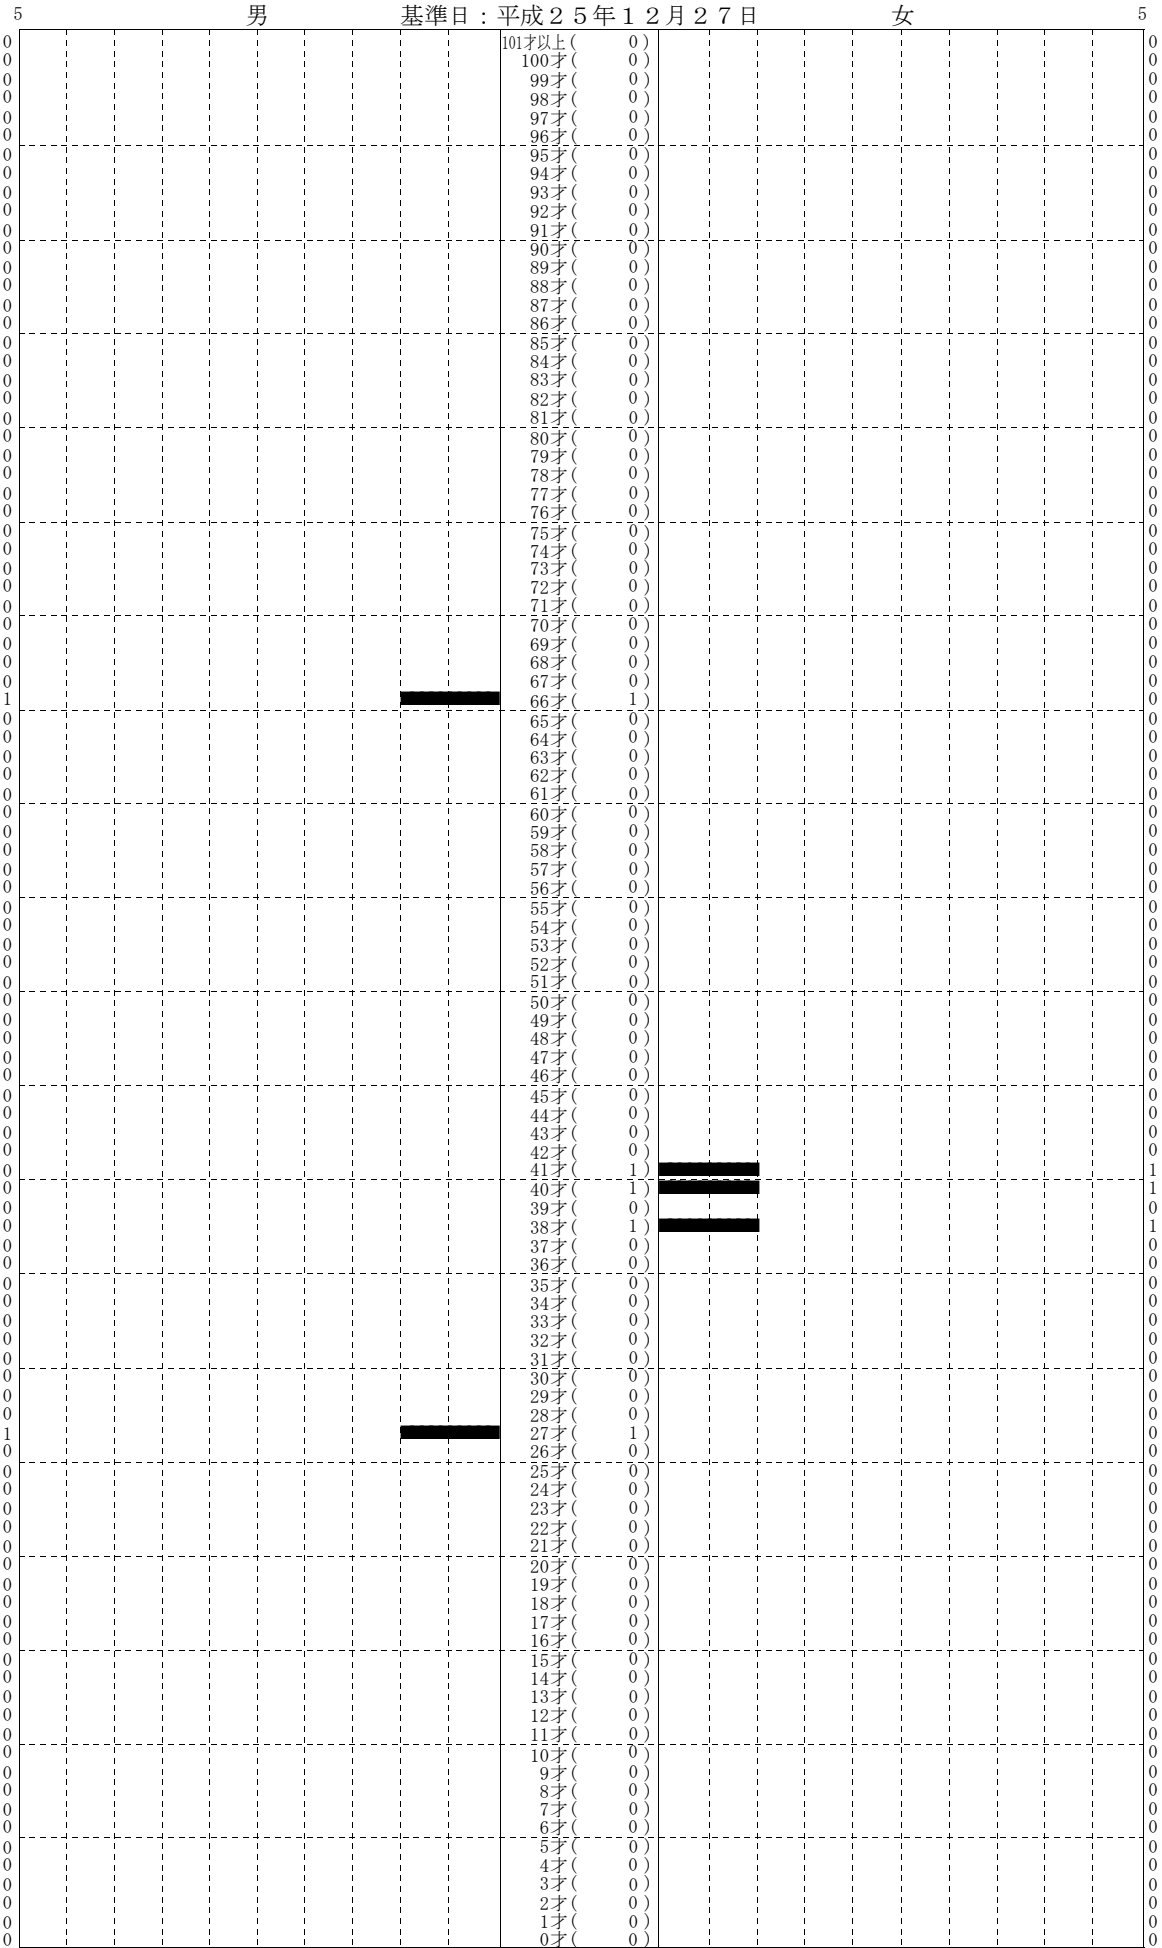 5 男 基準日：平成２５年１２月２７日 女 5
0 101才以上( 0) 0
0 100才( 0) 0
0 99才( 0) 0
0 98才( 0) 0
0 97才( 0) 0
0 96才( 0) 0
0 95才( 0) 0
0 94才( 0) 0
0 93才( 0) 0
0 92才( 0) 0
0 91才( 0) 0
0 90才( 0) 0
0 89才( 0) 0
0 88才( 0) 0
0 87才( 0) 0
0 86才( 0) 0
0 85才( 0) 0
0 84才( 0) 0
0 83才( 0) 0
0 82才( 0) 0
0 81才( 0) 0
0 80才( 0) 0
0 79才( 0) 0
0 78才( 0) 0
0 77才( 0) 0
0 76才( 0) 0
0 75才( 0) 0
0 74才( 0) 0
0 73才( 0) 0
0 72才( 0) 0
0 71才( 0) 0
0 70才( 0) 0
0 69才( 0) 0
0 68才( 0) 0
0 67才( 0) 0
1 66才( 1) 0
0 65才( 0) 0
0 64才( 0) 0
0 63才( 0) 0
0 62才( 0) 0
0 61才( 0) 0
0 60才( 0) 0
0 59才( 0) 0
0 58才( 0) 0
0 57才( 0) 0
0 56才( 0) 0
0 55才( 0) 0
0 54才( 0) 0
0 53才( 0) 0
0 52才( 0) 0
0 51才( 0) 0
0 50才( 0) 0
0 49才( 0) 0
0 48才( 0) 0
0 47才( 0) 0
0 46才( 0) 0
0 45才( 0) 0
0 44才( 0) 0
0 43才( 0) 0
0 42才( 0) 0
0 41才( 1) 1
0 40才( 1) 1
0 39才( 0) 0
0 38才( 1) 1
0 37才( 0) 0
0 36才( 0) 0
0 35才( 0) 0
0 34才( 0) 0
0 33才( 0) 0
0 32才( 0) 0
0 31才( 0) 0
0 30才( 0) 0
0 29才( 0) 0
0 28才( 0) 0
1 27才( 1) 0
0 26才( 0) 0
0 25才( 0) 0
0 24才( 0) 0
0 23才( 0) 0
0 22才( 0) 0
0 21才( 0) 0
0 20才( 0) 0
0 19才( 0) 0
0 18才( 0) 0
0 17才( 0) 0
0 16才( 0) 0
0 15才( 0) 0
0 14才( 0) 0
0 13才( 0) 0
0 12才( 0) 0
0 11才( 0) 0
0 10才( 0) 0
0 9才( 0) 0
0 8才( 0) 0
0 7才( 0) 0
0 6才( 0) 0
0 5才( 0) 0
0 4才( 0) 0
0 3才( 0) 0
0 2才( 0) 0
0 1才( 0) 0
0 0才( 0) 0